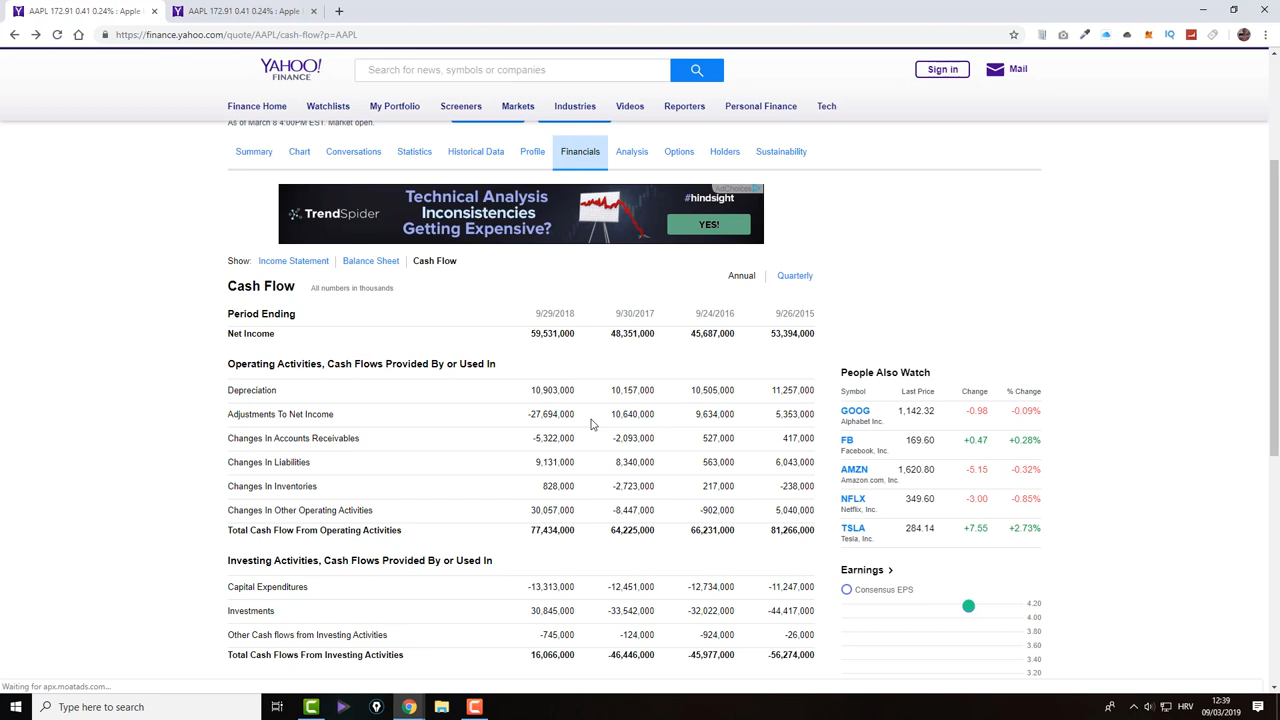 AAPL 172.91 0.41 0.24% : Apple
AAPL 172.91 0.41 0.24% : Apple
https://finance.yahoo.com/quote/AAPL/cash-flow?p=AAPL
YAHOO!
FINANCE
Search for news, symbols or companies
Sign in
Mail
Finance Home Watchlists My Portfolio Screeners Markets Industries Videos Reporters Personal Finance Tech
As of March 8 4:00PM EST. Market open.
Summary Chart Conversations Statistics Historical Data Profile Financials Analysis Options Holders Sustainability
AdChoices
TrendSpider
Technical Analysis
Inconsistencies
Getting Expensive?
#hindsight
YES!
Show: Income Statement Balance Sheet Cash Flow
Annual Quarterly
Cash Flow All numbers in thousands
Period Ending 9/29/2018 9/30/2017 9/24/2016 9/26/2015
Net Income 59,531,000 48,351,000 45,687,000 53,394,000
Operating Activities, Cash Flows Provided By or Used In
Depreciation 10,903,000 10,157,000 10,505,000 11,257,000
Adjustments To Net Income -27,694,000 10,640,000 9,634,000 5,353,000
Changes In Accounts Receivables -5,322,000 -2,093,000 527,000 417,000
Changes In Liabilities 9,131,000 8,340,000 563,000 6,043,000
Changes In Inventories 828,000 -2,723,000 217,000 -238,000
Changes In Other Operating Activities 30,057,000 -8,447,000 -902,000 5,040,000
Total Cash Flow From Operating Activities 77,434,000 64,225,000 66,231,000 81,266,000
Investing Activities, Cash Flows Provided By or Used In
Capital Expenditures -13,313,000 -12,451,000 -12,734,000 -11,247,000
Investments 30,845,000 -33,542,000 -32,022,000 -44,417,000
Other Cash flows from Investing Activities -745,000 -124,000 -924,000 -26,000
Total Cash Flows From Investing Activities 16,066,000 -46,446,000 -45,977,000 -56,274,000
People Also Watch
Symbol Last Price Change % Change
GOOG 1,142.32 -0.98 -0.09%
Alphabet Inc.
FB 169.60 +0.47 +0.28%
Facebook, Inc.
AMZN 1,620.80 -5.15 -0.32%
Amazon.com, Inc.
NFLX 349.60 -3.00 -0.85%
Netflix, Inc.
TSLA 284.14 +7.55 +2.73%
Tesla, Inc.
Earnings
Consensus EPS
4.20
4.00
3.80
3.60
3.40
3.20
Waiting for apx.moatads.com...
Type here to search
HRV
12:39
09/03/2019